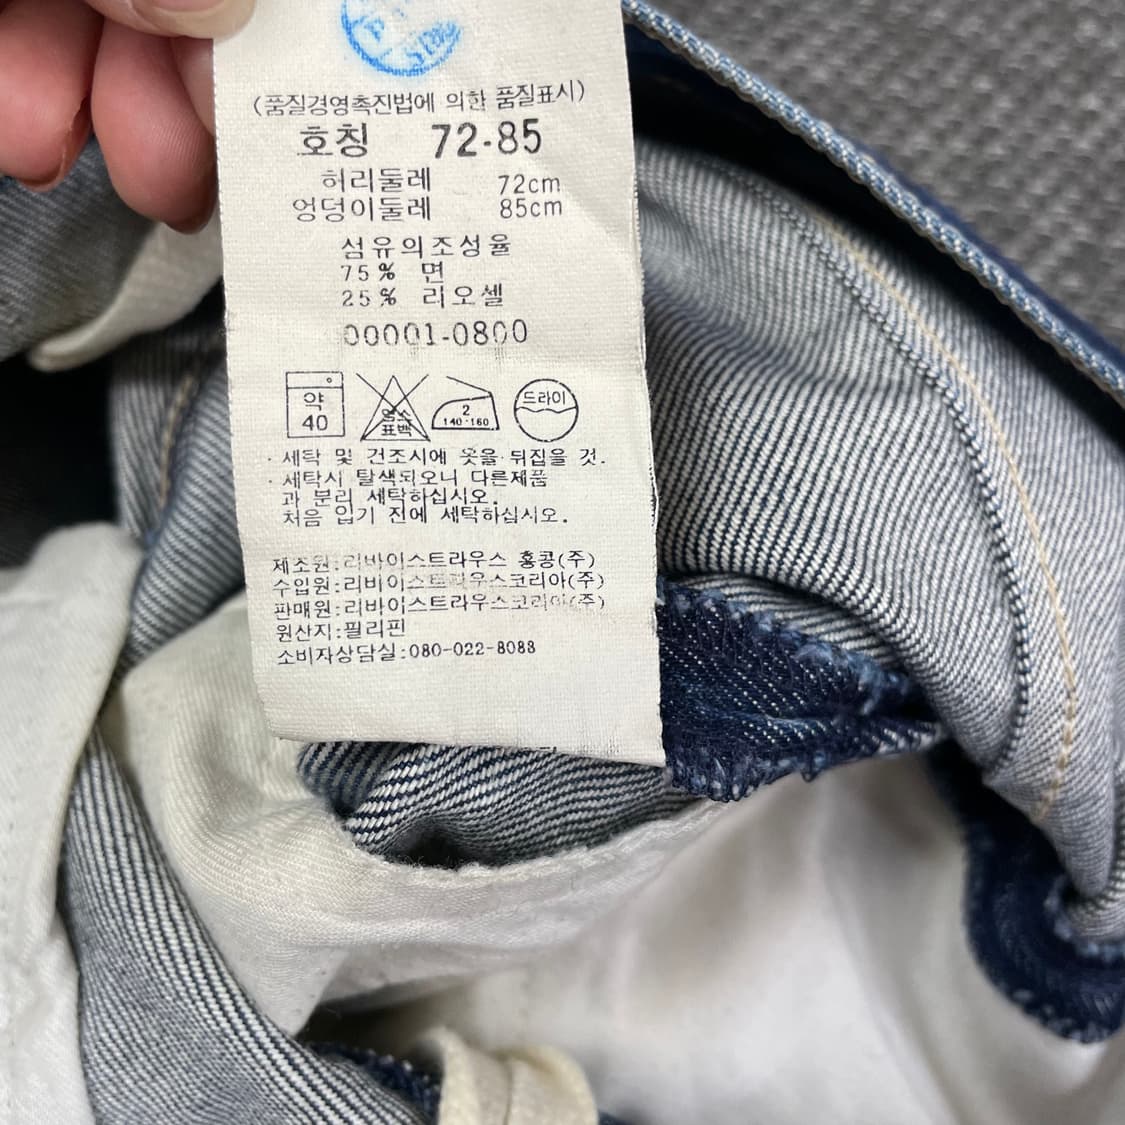 (품질경영촉진법에 의한 품질표시)
호칭 72-85
허리둘레 72cm
엉덩이둘레 85cm
섬유의조성율
75% 면
25% 리오셀
00001-0800
약
40
염소
표백
2
140·160
드라이
· 세탁 및 건조시에 옷을 뒤집을 것.
· 세탁시 탈색되오니 다른제품
과 분리 세탁하십시오.
처음 입기 전에 세탁하십시오.
제조원:리바이스트라우스 홍콩(주)
수입원:리바이스트라우스코리아(주)
판매원:리바이스트라우스코리아(주)
원산지:필리핀
소비자상담실:080-022-8088